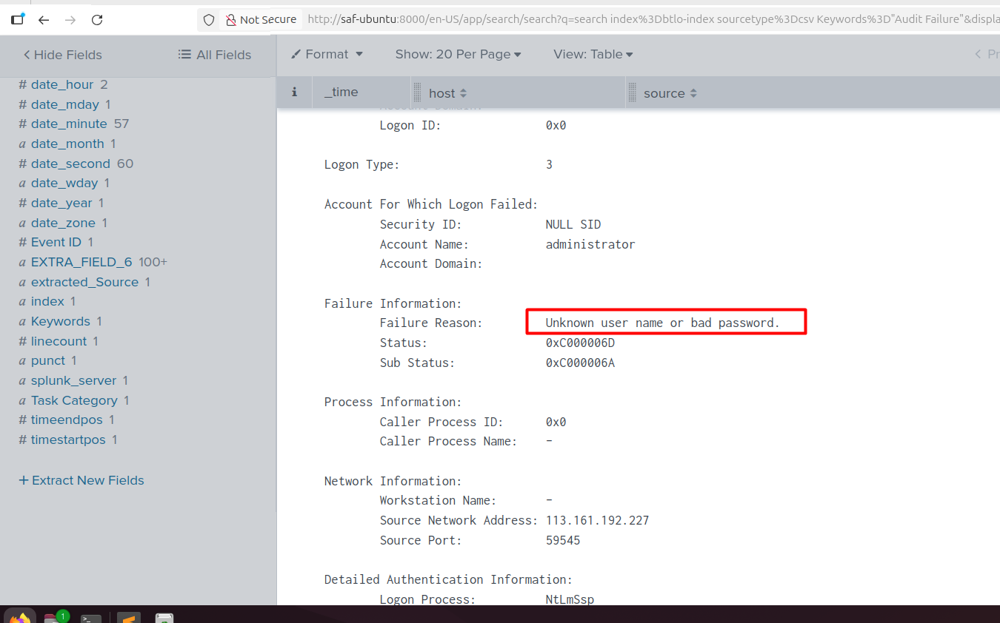 Not Secure http://saf-ubuntu:8000/en-US/app/search/search?q=search index%3Dbtlo-index sourcetype%3Dcsv Keywords%3D"Audit Failure"&displa
Hide Fields
All Fields
# date_hour 2
# date_mday 1
# date_minute 57
a date_month 1
# date_second 60
a date_wday 1
# date_year 1
a date_zone 1
# Event ID 1
a EXTRA_FIELD_6 100+
a extracted_Source 1
a index 1
a Keywords 1
# linecount 1
a punct 1
a splunk_server 1
a Task Category 1
# timeendpos 1
# timestartpos 1
+ Extract New Fields
Format Show: 20 Per Page View: Table < Pr
i _time host source
Logon ID: 0x0
Logon Type: 3
Account For Which Logon Failed:
Security ID: NULL SID
Account Name: administrator
Account Domain:
Failure Information:
Failure Reason: Unknown user name or bad password.
Status: 0xC000006D
Sub Status: 0xC000006A
Process Information:
Caller Process ID: 0x0
Caller Process Name: -
Network Information:
Workstation Name: -
Source Network Address: 113.161.192.227
Source Port: 59545
Detailed Authentication Information:
Logon Process: NtLmSsp
1